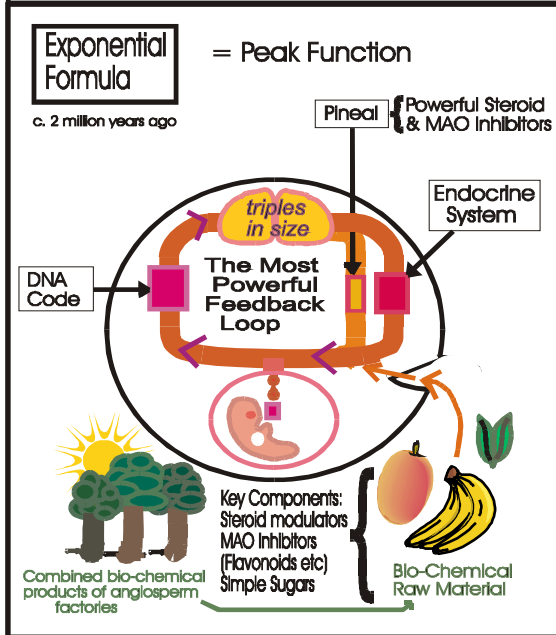 Exponential
Formula
= Peak Function
c. 2 million years ago
Pineal
Powerful Steroid
& MAO Inhibitors
Endocrine
System
triples
in size
DNA
Code
The Most
Powerful
Feedback
Loop
Key Components:
Steroid modulators
MAO Inhibitors
(Flavonoids etc)
Simple Sugars
Combined bio-chemical
products of angiosperm
factories
Bio-Chemical
Raw Material